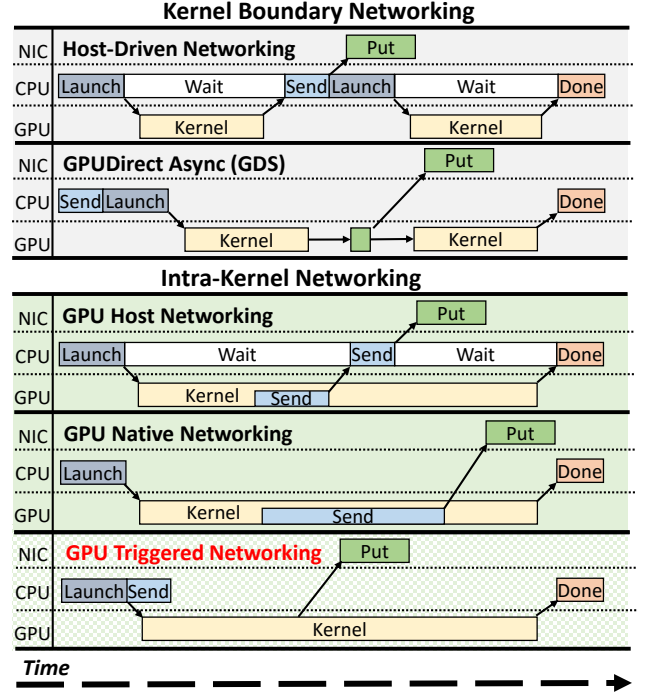 Kernel Boundary Networking
NIC Host-Driven Networking Put
CPU Launch Wait Send Launch Wait Done
GPU Kernel Kernel
NIC GPUDirect Async (GDS) Put
CPU Send Launch Done
GPU Kernel Kernel
Intra-Kernel Networking
NIC GPU Host Networking Put
CPU Launch Wait Send Wait Done
GPU Kernel Send
NIC GPU Native Networking Put
CPU Launch Done
GPU Kernel Send
NIC GPU Triggered Networking Put
CPU Launch Send Done
GPU Kernel
Time